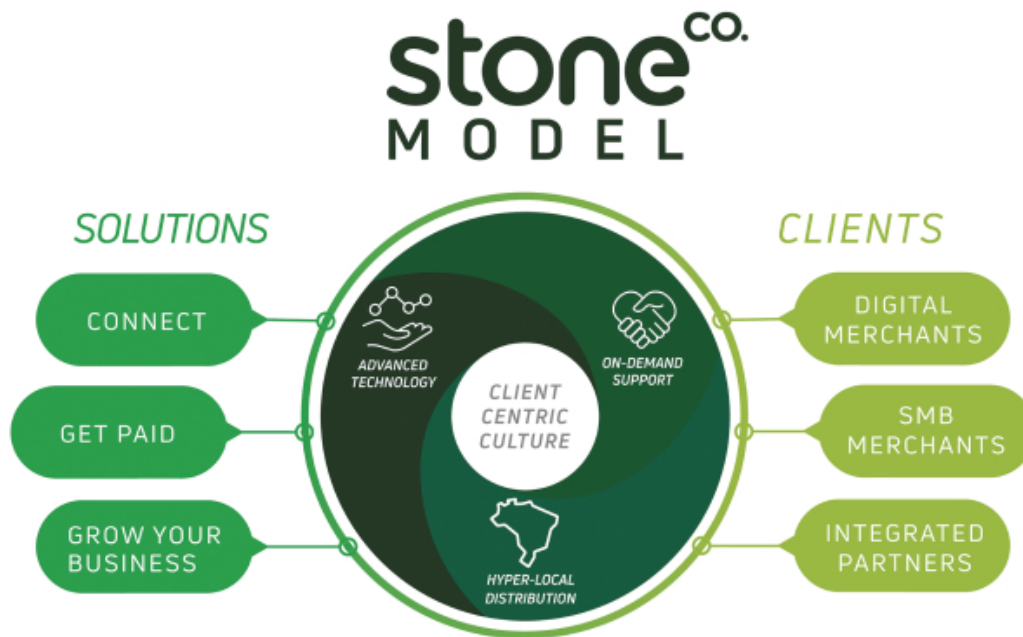 stone CO.
MODEL
SOLUTIONS
CONNECT
GET PAID
GROW YOUR
BUSINESS
ADVANCED
TECHNOLOGY
ON-DEMAND
SUPPORT
CLIENT
CENTRIC
CULTURE
HYPER-LOCAL
DISTRIBUTION
CLIENTS
DIGITAL
MERCHANTS
SMB
MERCHANTS
INTEGRATED
PARTNERS